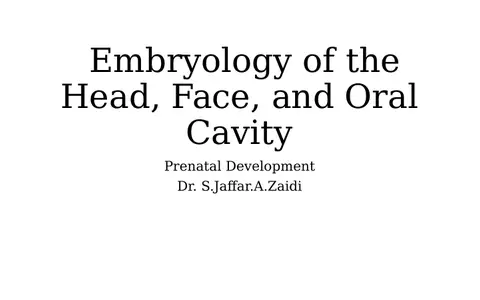 Embryology of the
Head, Face, and Oral
Cavity
Prenatal Development
Dr. S.Jaffar.A.Zaidi